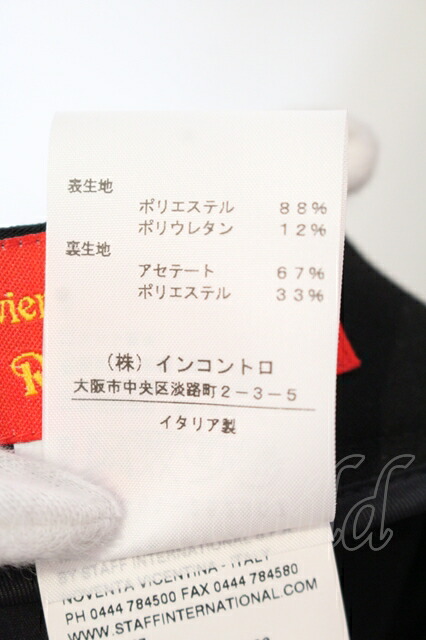 表生地
ポリエステル 88%
ポリウレタン 12%
裏生地
アセテート 67%
ポリエステル 33%
(株) インコントロ
大阪市中央区淡路町2-3-5
イタリア製
BY STAFF INTERNATIONAL
NOVENTA VICENTINA - ITALY
PH 0444 784500 FAX 0444 784580
WWW.STAFFINTERNATIONAL.COM